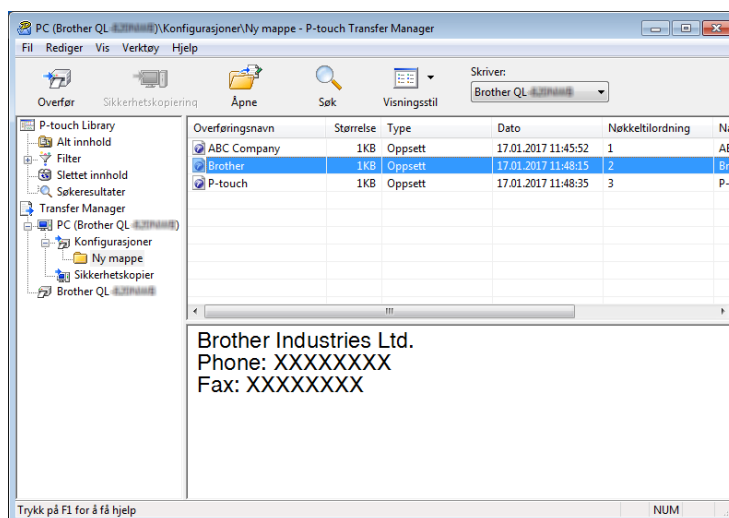 PC (Brother QL-)\Konfigurasjoner\Ny mappe - P-touch Transfer Manager
Fil Rediger Vis Verktøy Hjelp
Overfør Sikkerhetskopiering Åpne Søk Visningsstil
Skriver:
Brother QL-
P-touch Library
Alt innhold
Filter
Slettet innhold
Søkeresultater
Transfer Manager
PC (Brother QL-)
Konfigurasjoner
Ny mappe
Sikkerhetskopier
Brother QL-
Overføringsnavn Størrelse Type Dato Nøkkeltilordning Na
ABC Company 1KB Oppsett 17.01.2017 11:45:52 1 AB
Brother 1KB Oppsett 17.01.2017 11:48:15 2 Br
P-touch 1KB Oppsett 17.01.2017 11:48:35 3 P-
Brother Industries Ltd.
Phone: XXXXXXXX
Fax: XXXXXXXX
Trykk på F1 for å få hjelp NUM